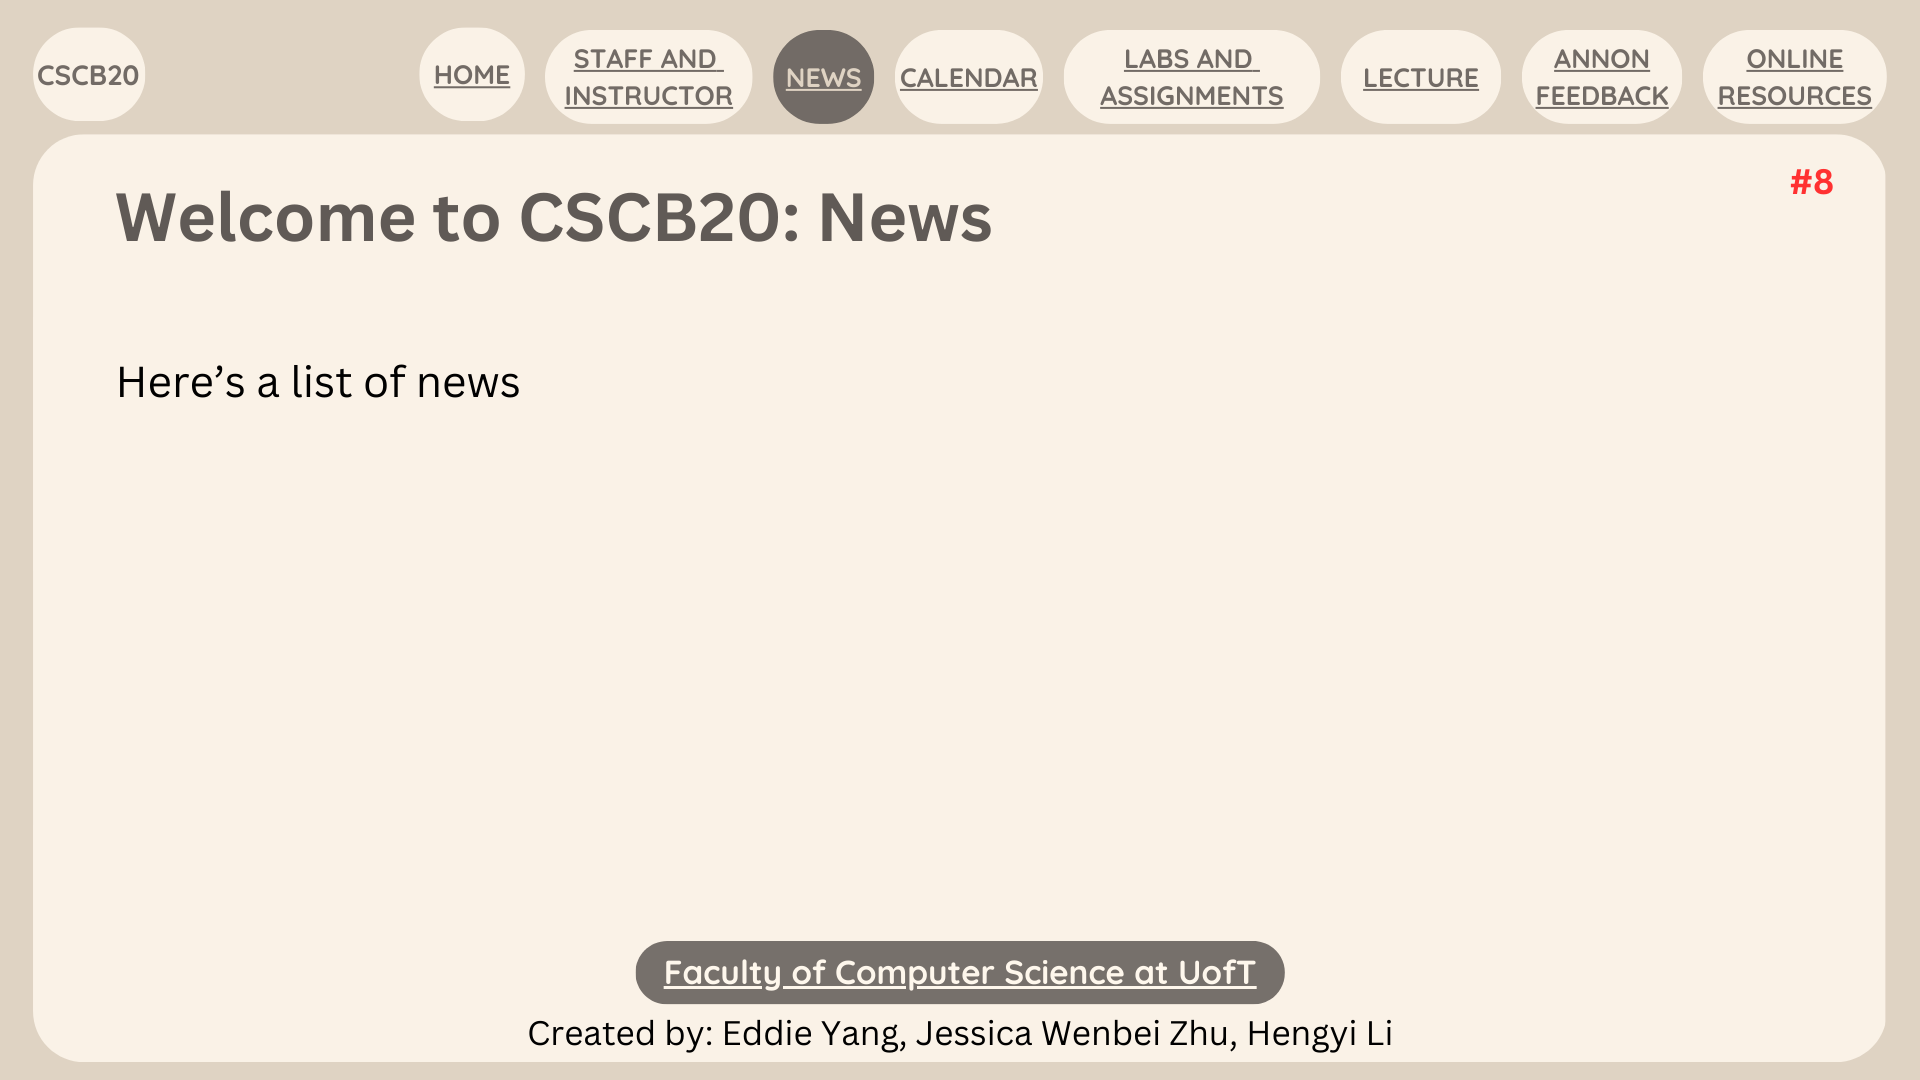 CSCB20
HOME
STAFF AND
INSTRUCTOR
NEWS
CALENDAR
LABS AND
ASSIGNMENTS
LECTURE
ANNON
FEEDBACK
ONLINE
RESOURCES
#8
Welcome to CSCB20: News
Here’s a list of news
Faculty of Computer Science at UofT
Created by: Eddie Yang, Jessica Wenbei Zhu, Hengyi Li